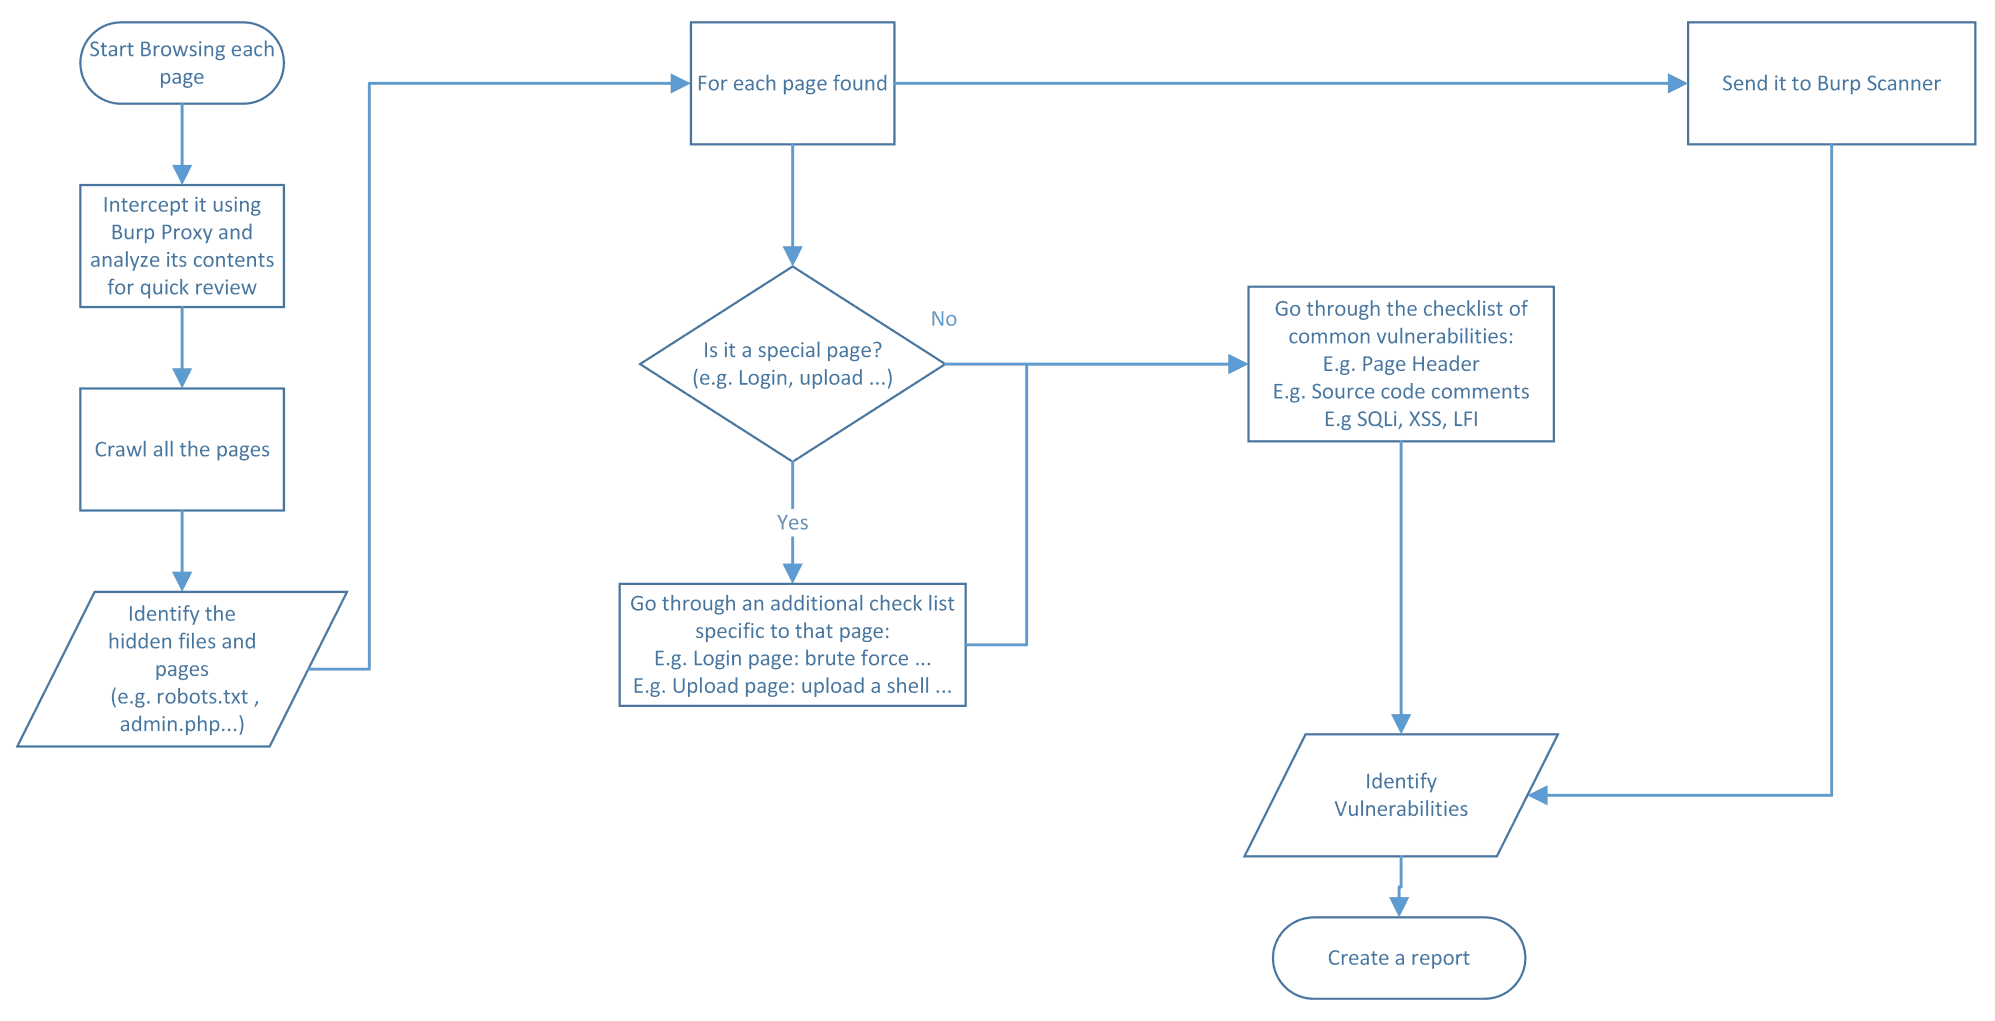 Start Browsing each
page
Intercept it using
Burp Proxy and
analyze its contents
for quick review
Crawl all the pages
Identify the
hidden files and
pages
(e.g. robots.txt ,
admin.php...)
For each page found
Is it a special page?
(e.g. Login, upload ...)
No
Yes
Go through an additional check list
specific to that page:
E.g. Login page: brute force ...
E.g. Upload page: upload a shell ...
Go through the checklist of
common vulnerabilities:
E.g. Page Header
E.g. Source code comments
E.g SQLi, XSS, LFI
Send it to Burp Scanner
Identify
Vulnerabilities
Create a report